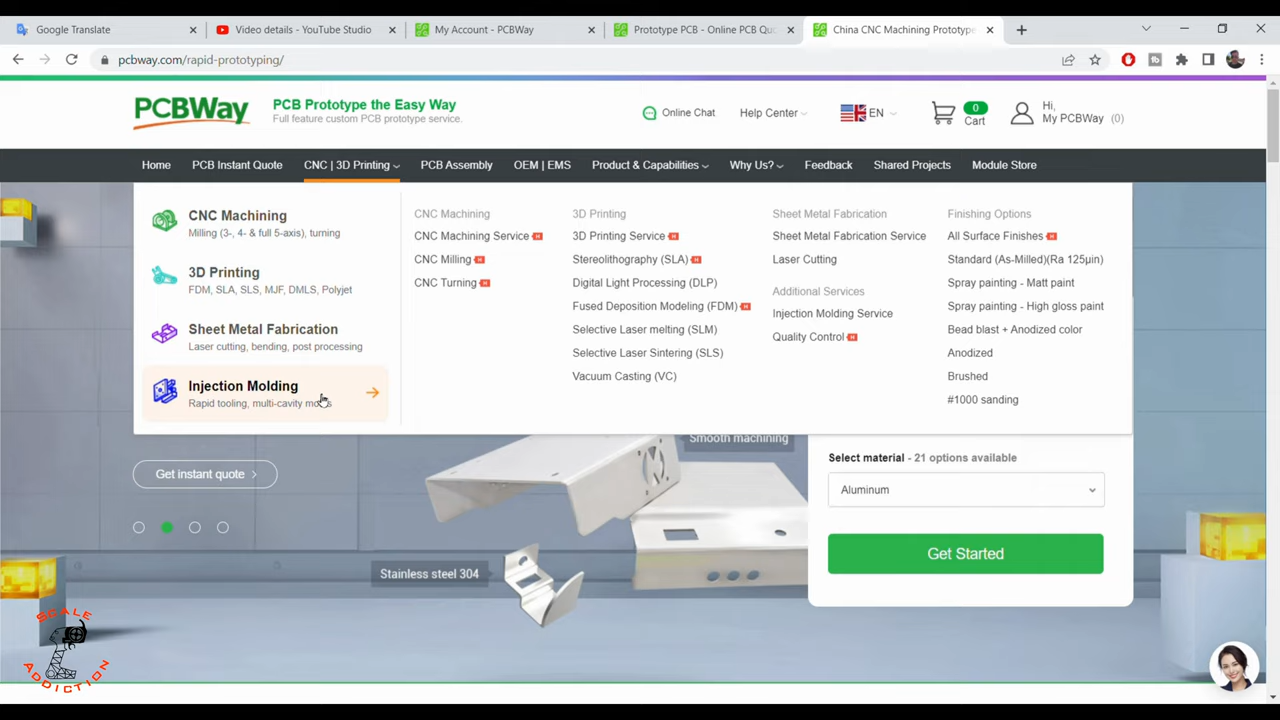 Google Translate
Video details - YouTube Studio
My Account - PCBWay
Prototype PCB - Online PCB Quo
China CNC Machining Prototype
pcbway.com/rapid-prototyping/
PCBWay
PCB Prototype the Easy Way
Full feature custom PCB prototype service.
Online Chat
Help Center
EN
0
Cart
Hi,
My PCBWay (0)
Home
PCB Instant Quote
CNC | 3D Printing
PCB Assembly
OEM | EMS
Product & Capabilities
Why Us?
Feedback
Shared Projects
Module Store
CNC Machining
Milling (3-, 4- & full 5-axis), turning
3D Printing
FDM, SLA, SLS, MJF, DMLS, Polyjet
Sheet Metal Fabrication
Laser cutting, bending, post processing
Injection Molding
Rapid tooling, multi-cavity molds
CNC Machining
CNC Machining Service H
CNC Milling H
CNC Turning H
3D Printing
3D Printing Service H
Stereolithography (SLA) H
Digital Light Processing (DLP)
Fused Deposition Modeling (FDM) H
Selective Laser melting (SLM)
Selective Laser Sintering (SLS)
Vacuum Casting (VC)
Sheet Metal Fabrication
Sheet Metal Fabrication Service
Laser Cutting
Additional Services
Injection Molding Service
Quality Control H
Finishing Options
All Surface Finishes H
Standard (As-Milled)(Ra 125µin)
Spray painting - Matt paint
Spray painting - High gloss paint
Bead blast + Anodized color
Anodized
Brushed
#1000 sanding
Smooth machining
Get instant quote
Stainless steel 304
Select material - 21 options available
Aluminum
Get Started
SCALE
ADDICTION